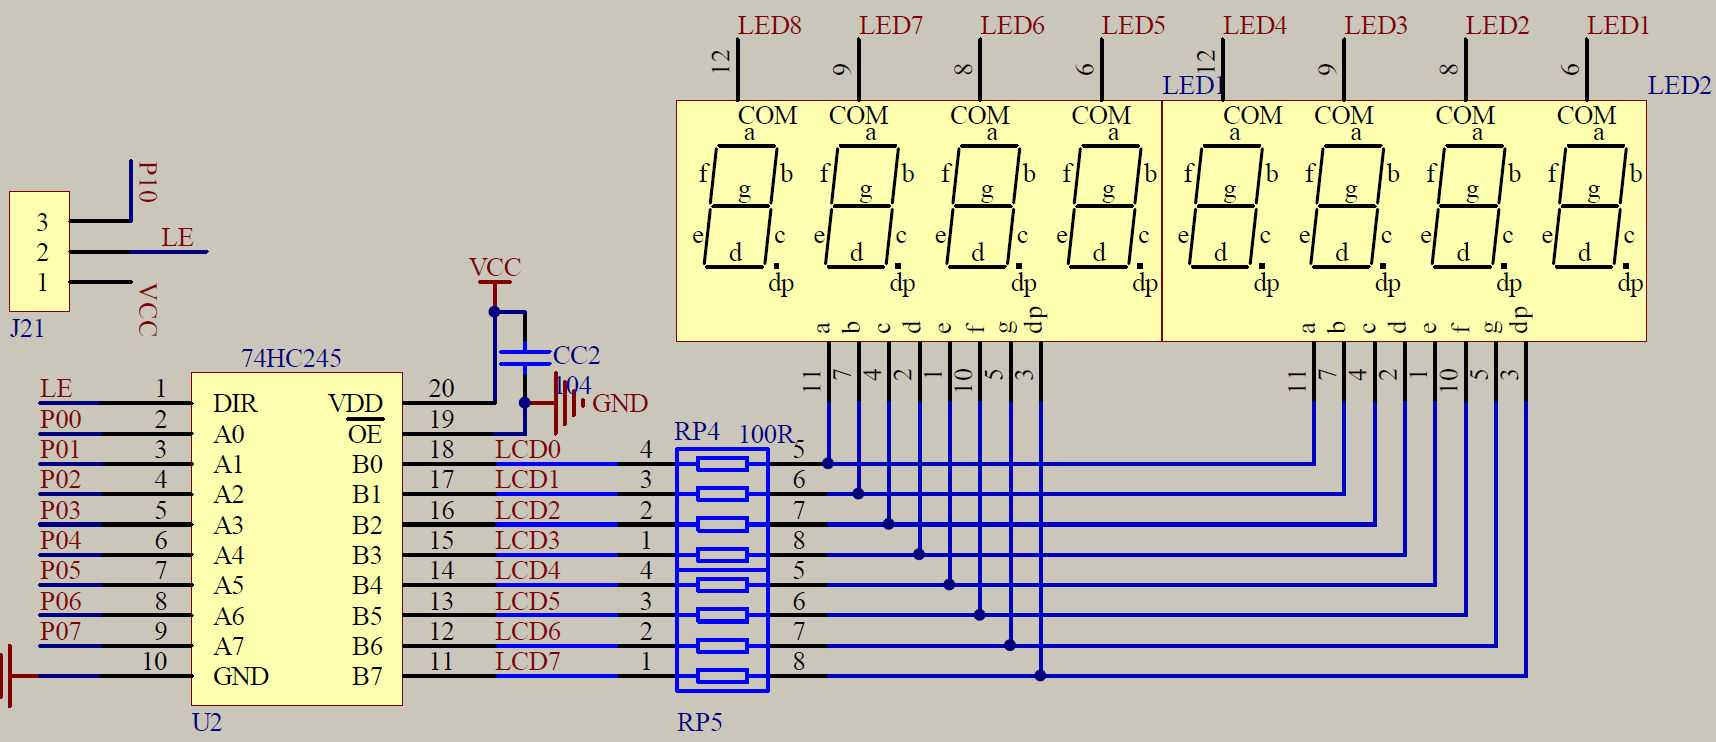 LED8 LED7 LED6 LED5 LED4 LED3 LED2 LED1
12 9 8 6 12 9 8 6
LED1 LED2
COM COM COM COM COM COM COM COM
a a a a a a a a
f b f b f b f b f b f b f b f b
g g g g g g g g
e d c e d c e d c e d c e d c e d c e d c e d c
dp dp dp dp dp dp dp dp
a b c d e f g dp a b c d e f g dp
11 7 4 2 1 10 5 3 11 7 4 2 1 10 5 3
P10
3
2 LE
1
VCC
J21
VCC
CC2
104
GND
74HC245
LE 1 DIR VDD 20
P00 2 A0 OE 19
RP4 100R
P01 3 A1 B0 18 LCD0 4 5
P02 4 A2 B1 17 LCD1 3 6
P03 5 A3 B2 16 LCD2 2 7
P04 6 A4 B3 15 LCD3 1 8
P05 7 A5 B4 14 LCD4 4 5
P06 8 A6 B5 13 LCD5 3 6
P07 9 A7 B6 12 LCD6 2 7
10 GND B7 11 LCD7 1 8
U2
RP5